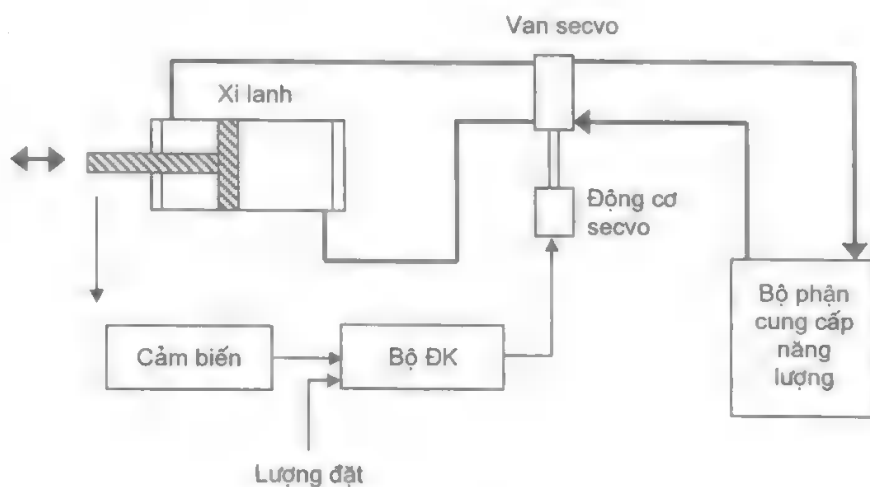 Van secvo
Xi lanh
Động cơ
secvo
Bộ phận
cung cấp
năng
lượng
Cảm biến
Bộ ĐK
Lượng đặt